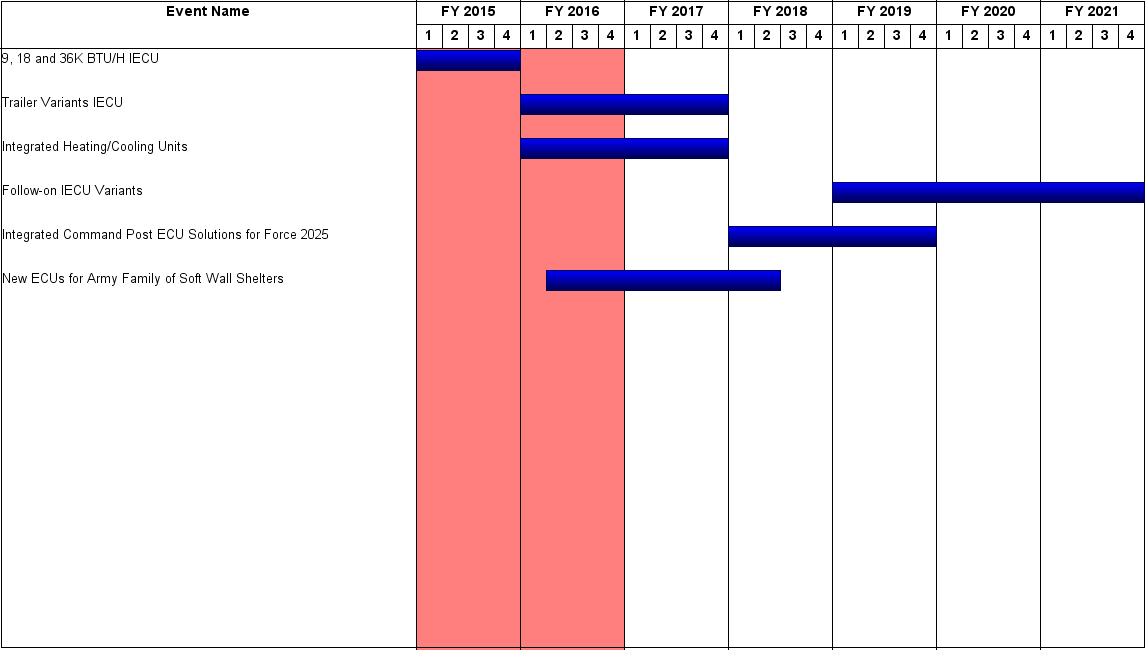 Event Name FY 2015 FY 2016 FY 2017 FY 2018 FY 2019 FY 2020 FY 2021
1 2 3 4 1 2 3 4 1 2 3 4 1 2 3 4 1 2 3 4 1 2 3 4 1 2 3 4
9, 18 and 36K BTU/H IECU
Trailer Variants IECU
Integrated Heating/Cooling Units
Follow-on IECU Variants
Integrated Command Post ECU Solutions for Force 2025
New ECUs for Army Family of Soft Wall Shelters